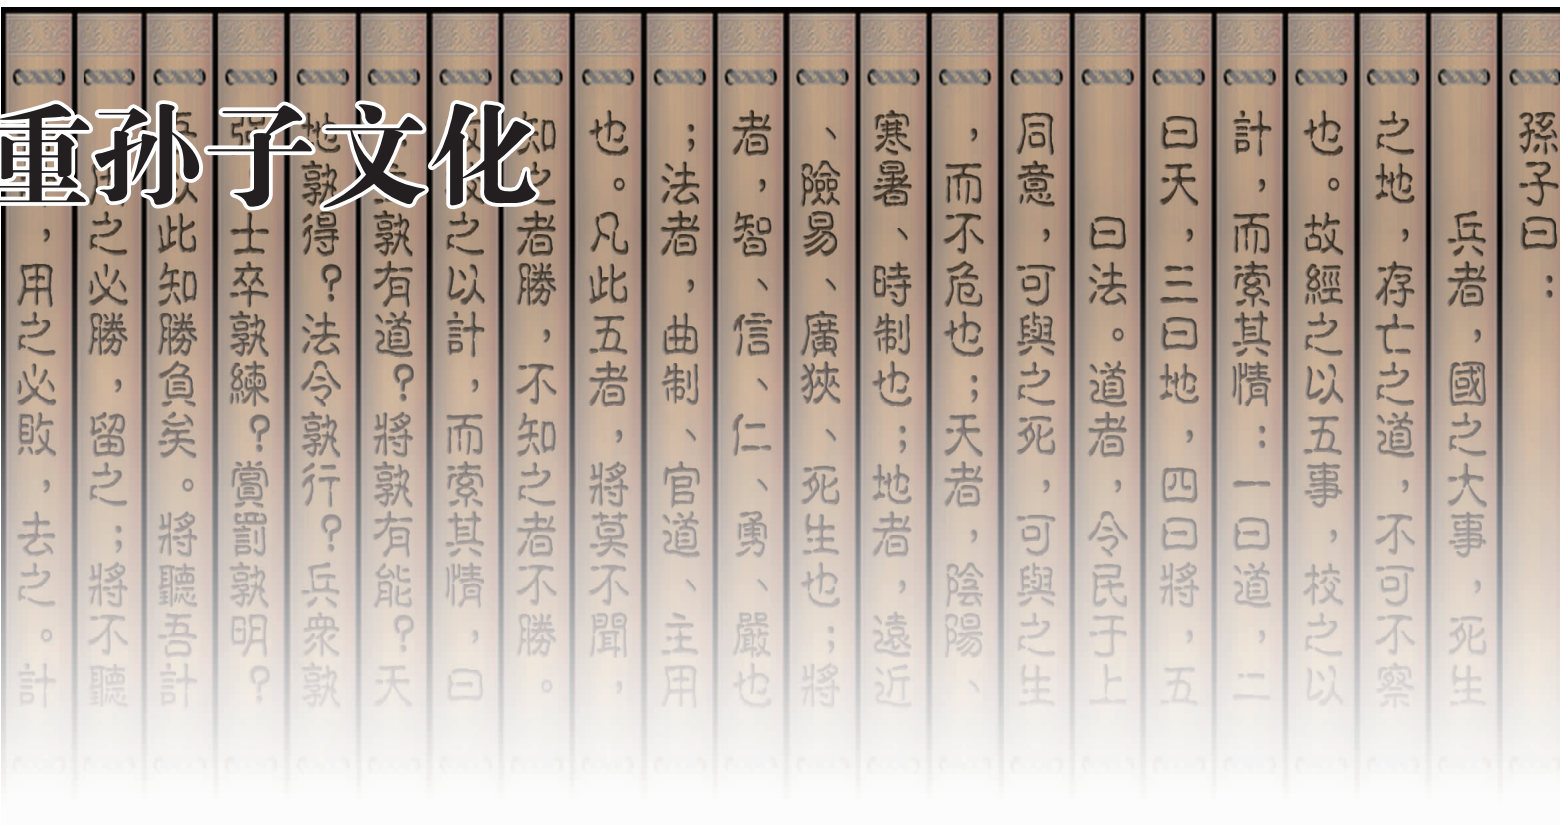 重孙子文化
孫子曰：
兵者，國之大事，死生
之地，存亡之道，不可不察
也。故經之以五事，校之以
計，而索其情：一曰道，二
曰天，三曰地，四曰將，五
曰法。道者，令民于上
同意，可與之死，可與之生
，而不危也；天者，陰陽、
寒暑、時制也；地者，遠近
、險易、廣狹、死生也；將
者，智、信、仁、勇、嚴也
；法者，曲制、官道、主用
也。凡此五者，將莫不聞，
知之者勝，不知之者不勝。
之以計，而索其情，曰
孰有道？將孰有能？天
地孰得？法令孰行？兵衆孰
士卒孰練？賞罰孰明？
吾以此知勝負矣。將聽吾計
之必勝，留之；將不聽
，用之必敗，去之。計